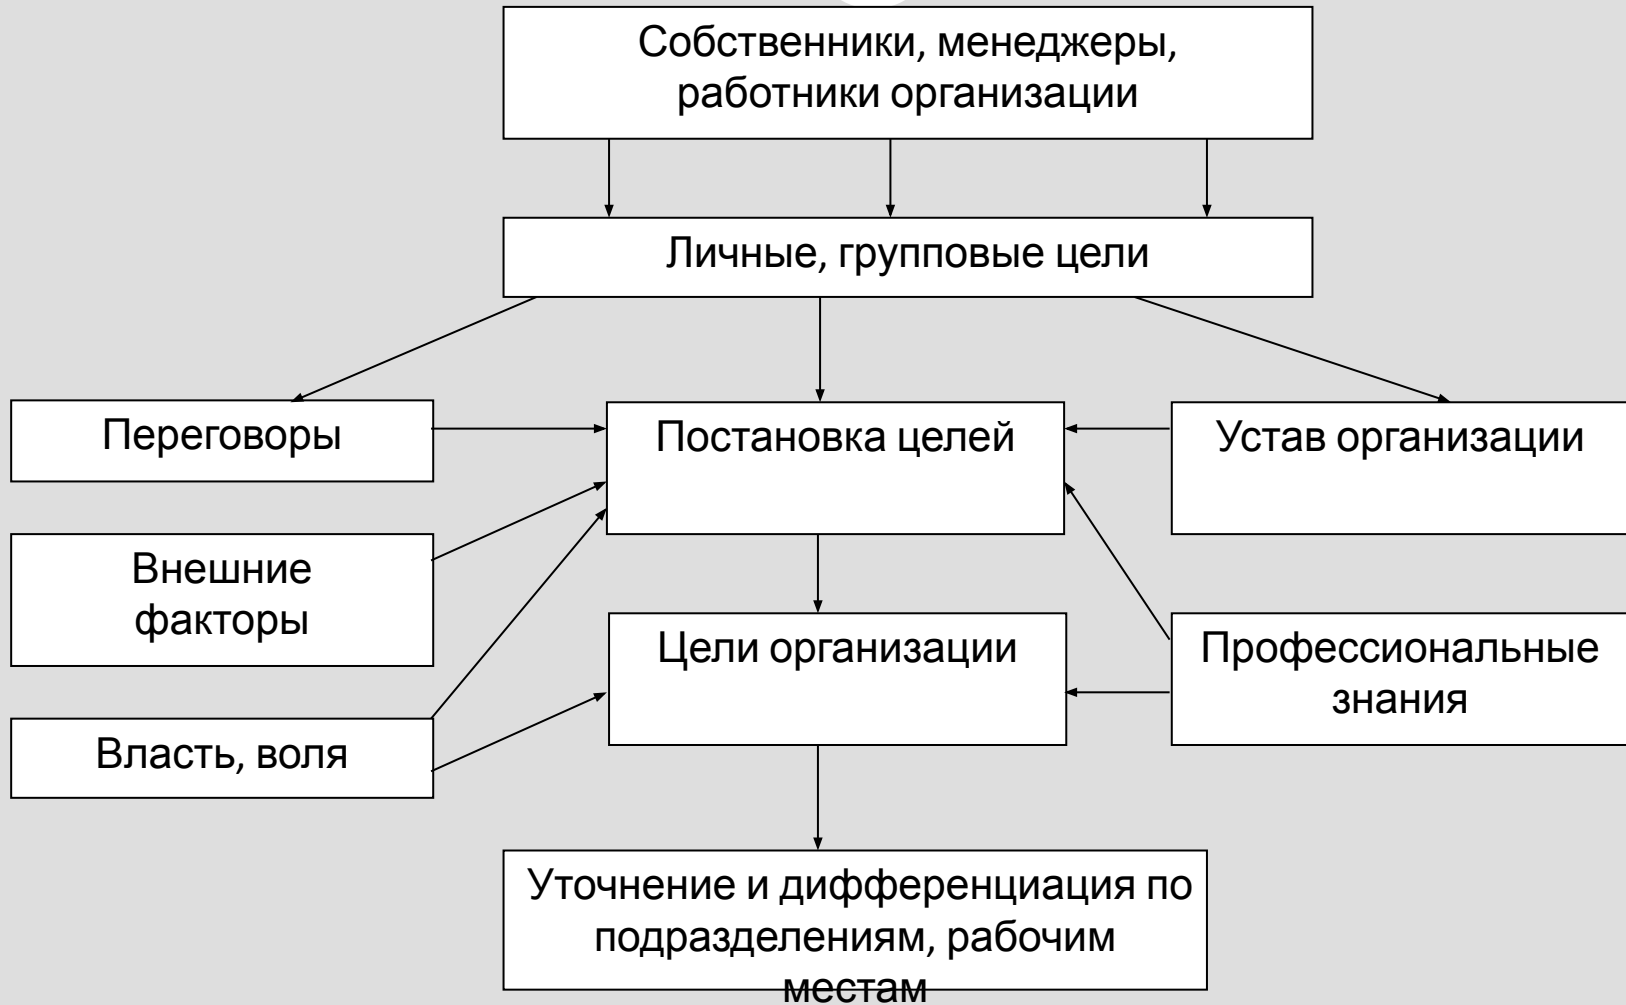 Собственники, менеджеры,
работники организации
Личные, групповые цели
Переговоры
Постановка целей
Устав организации
Внешние
факторы
Цели организации
Профессиональные
знания
Власть, воля
Уточнение и дифференциация по
подразделениям, рабочим
местам